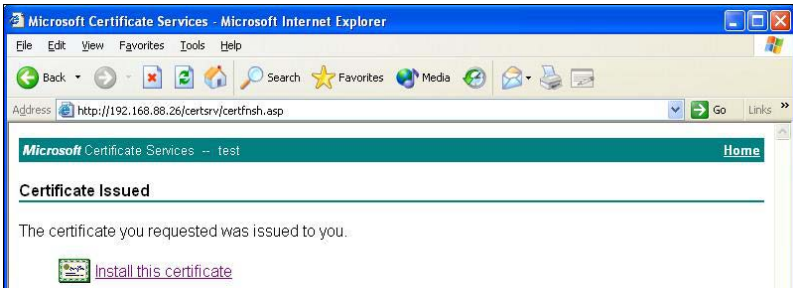 Microsoft Certificate Services - Microsoft Internet Explorer
File Edit View Favorites Tools Help
Back Search Favorites Media
Address http://192.168.88.26/certsrv/certfnsh.asp Go Links »
Microsoft Certificate Services -- test Home
Certificate Issued
The certificate you requested was issued to you.
Install this certificate